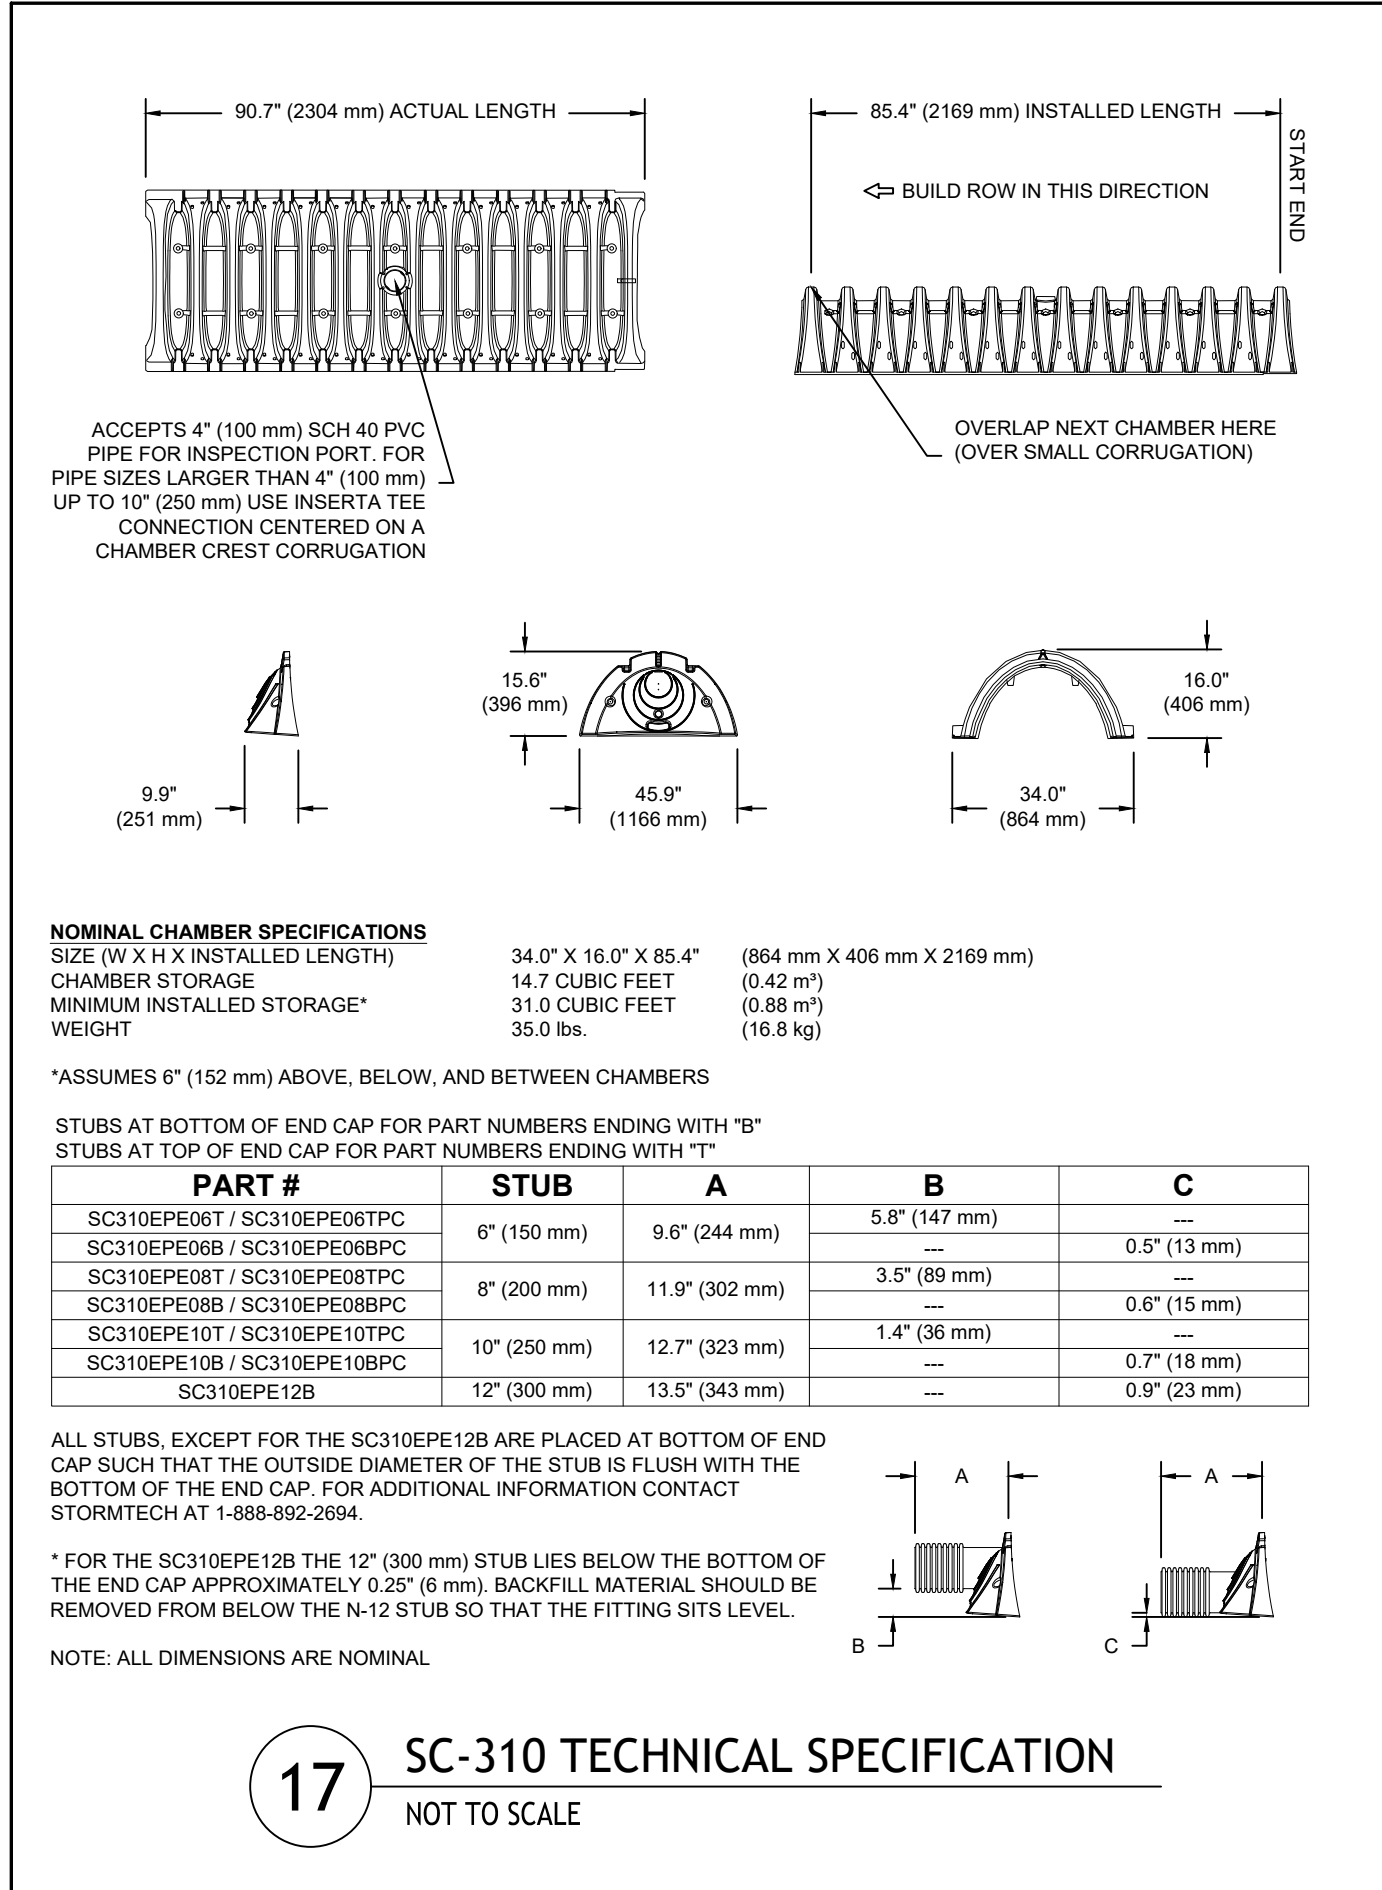 90.7" (2304 mm) ACTUAL LENGTH
85.4" (2169 mm) INSTALLED LENGTH
START END
BUILD ROW IN THIS DIRECTION
ACCEPTS 4" (100 mm) SCH 40 PVC
PIPE FOR INSPECTION PORT. FOR
PIPE SIZES LARGER THAN 4" (100 mm)
UP TO 10" (250 mm) USE INSERTA TEE
CONNECTION CENTERED ON A
CHAMBER CREST CORRUGATION
OVERLAP NEXT CHAMBER HERE
(OVER SMALL CORRUGATION)
9.9"
(251 mm)
15.6"
(396 mm)
45.9"
(1166 mm)
16.0"
(406 mm)
34.0"
(864 mm)
NOMINAL CHAMBER SPECIFICATIONS
SIZE (W X H X INSTALLED LENGTH) 34.0" X 16.0" X 85.4" (864 mm X 406 mm X 2169 mm)
CHAMBER STORAGE 14.7 CUBIC FEET (0.42 m³)
MINIMUM INSTALLED STORAGE* 31.0 CUBIC FEET (0.88 m³)
WEIGHT 35.0 lbs. (16.8 kg)
*ASSUMES 6" (152 mm) ABOVE, BELOW, AND BETWEEN CHAMBERS
STUBS AT BOTTOM OF END CAP FOR PART NUMBERS ENDING WITH "B"
STUBS AT TOP OF END CAP FOR PART NUMBERS ENDING WITH "T"
PART # STUB A B C
SC310EPE06T / SC310EPE06TPC 6" (150 mm) 9.6" (244 mm) 5.8" (147 mm) ---
SC310EPE06B / SC310EPE06BPC --- 0.5" (13 mm)
SC310EPE08T / SC310EPE08TPC 8" (200 mm) 11.9" (302 mm) 3.5" (89 mm) ---
SC310EPE08B / SC310EPE08BPC --- 0.6" (15 mm)
SC310EPE10T / SC310EPE10TPC 10" (250 mm) 12.7" (323 mm) 1.4" (36 mm) ---
SC310EPE10B / SC310EPE10BPC --- 0.7" (18 mm)
SC310EPE12B 12" (300 mm) 13.5" (343 mm) --- 0.9" (23 mm)
ALL STUBS, EXCEPT FOR THE SC310EPE12B ARE PLACED AT BOTTOM OF END
CAP SUCH THAT THE OUTSIDE DIAMETER OF THE STUB IS FLUSH WITH THE
BOTTOM OF THE END CAP. FOR ADDITIONAL INFORMATION CONTACT
STORMTECH AT 1-888-892-2694.
* FOR THE SC310EPE12B THE 12" (300 mm) STUB LIES BELOW THE BOTTOM OF
THE END CAP APPROXIMATELY 0.25" (6 mm). BACKFILL MATERIAL SHOULD BE
REMOVED FROM BELOW THE N-12 STUB SO THAT THE FITTING SITS LEVEL.
NOTE: ALL DIMENSIONS ARE NOMINAL
A
B
A
C
17
SC-310 TECHNICAL SPECIFICATION
NOT TO SCALE